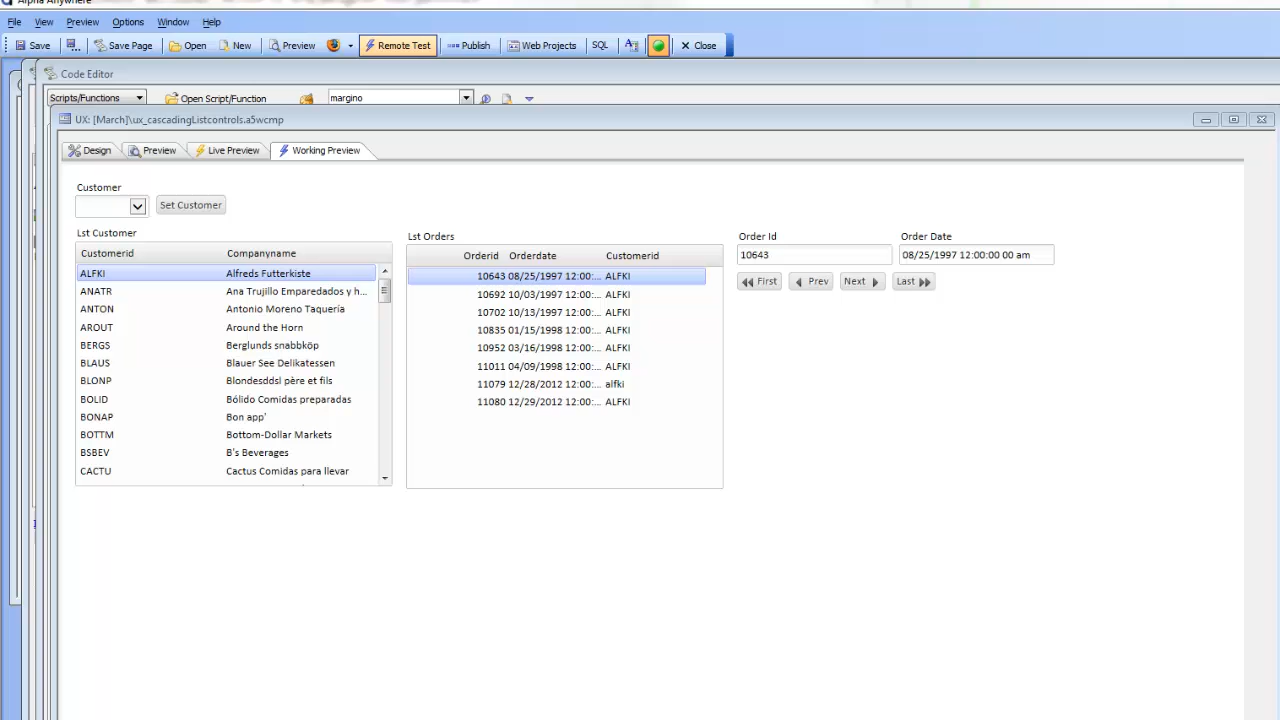 Alpha Anywhere
File View Preview Options Window Help
Save Save Page Open New Preview Remote Test Publish Web Projects SQL Close
Code Editor
Scripts/Functions Open Script/Function margino
UX: [March]\ux_cascadingListcontrols.a5wcmp
Design Preview Live Preview Working Preview
Customer
Set Customer
Lst Customer
Customerid Companyname
ALFKI Alfreds Futterkiste
ANATR Ana Trujillo Emparedados y h...
ANTON Antonio Moreno Taquería
AROUT Around the Horn
BERGS Berglunds snabbköp
BLAUS Blauer See Delikatessen
BLONP Blondesddsl père et fils
BOLID Bólido Comidas preparadas
BONAP Bon app'
BOTTM Bottom-Dollar Markets
BSBEV B's Beverages
CACTU Cactus Comidas para llevar
Lst Orders
Orderid Orderdate Customerid
10643 08/25/1997 12:00:... ALFKI
10692 10/03/1997 12:00:... ALFKI
10702 10/13/1997 12:00:... ALFKI
10835 01/15/1998 12:00:... ALFKI
10952 03/16/1998 12:00:... ALFKI
11011 04/09/1998 12:00:... ALFKI
11079 12/28/2012 12:00:... alfki
11080 12/29/2012 12:00:... ALFKI
Order Id Order Date
10643 08/25/1997 12:00:00 00 am
First Prev Next Last